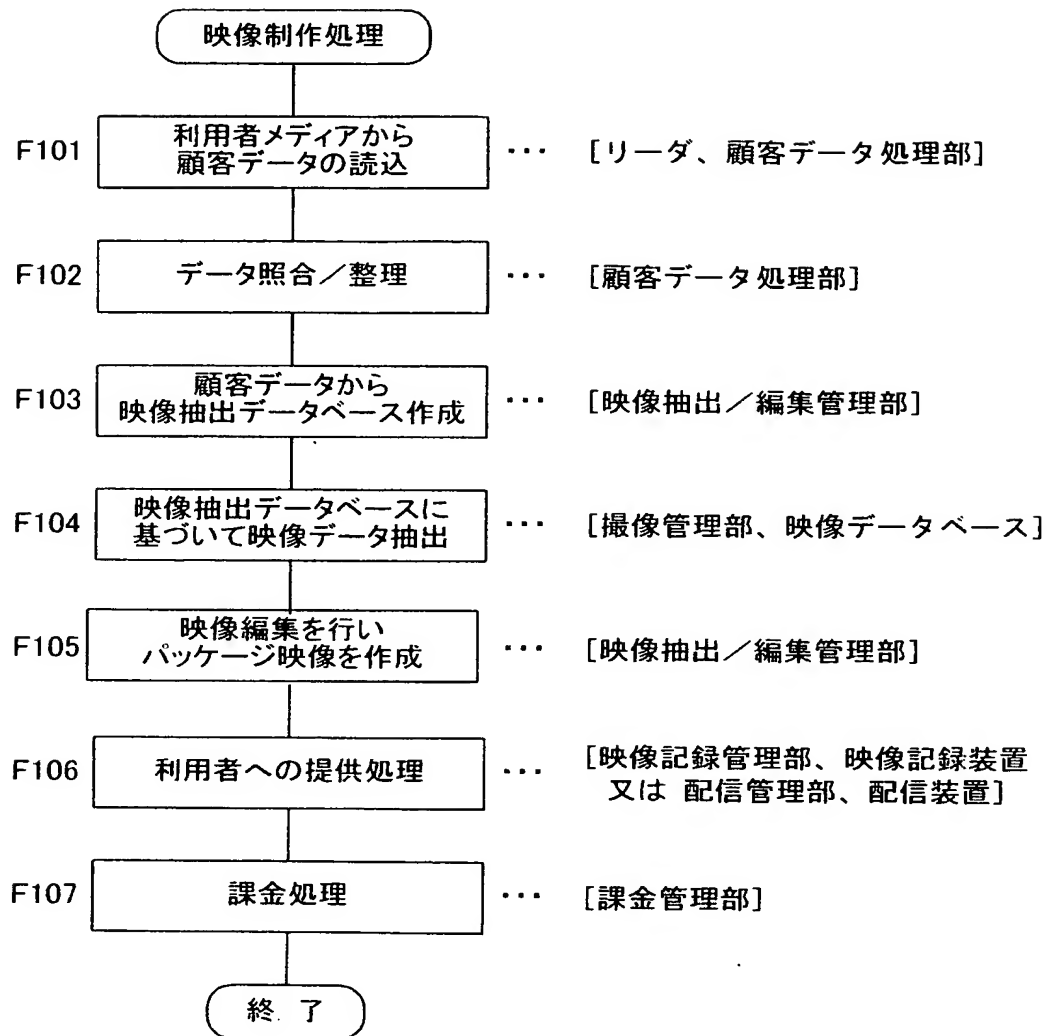 映像制作処理
F101
利用者メディアから
顧客データの読込
・・・ [リーダ、顧客データ処理部]
F102
データ照合／整理
・・・ [顧客データ処理部]
F103
顧客データから
映像抽出データベース作成
・・・ [映像抽出／編集管理部]
F104
映像抽出データベースに
基づいて映像データ抽出
・・・ [撮像管理部、映像データベース]
F105
映像編集を行い
パッケージ映像を作成
・・・ [映像抽出／編集管理部]
F106
利用者への提供処理
・・・ [映像記録管理部、映像記録装置
又は 配信管理部、配信装置]
F107
課金処理
・・・ [課金管理部]
終 了